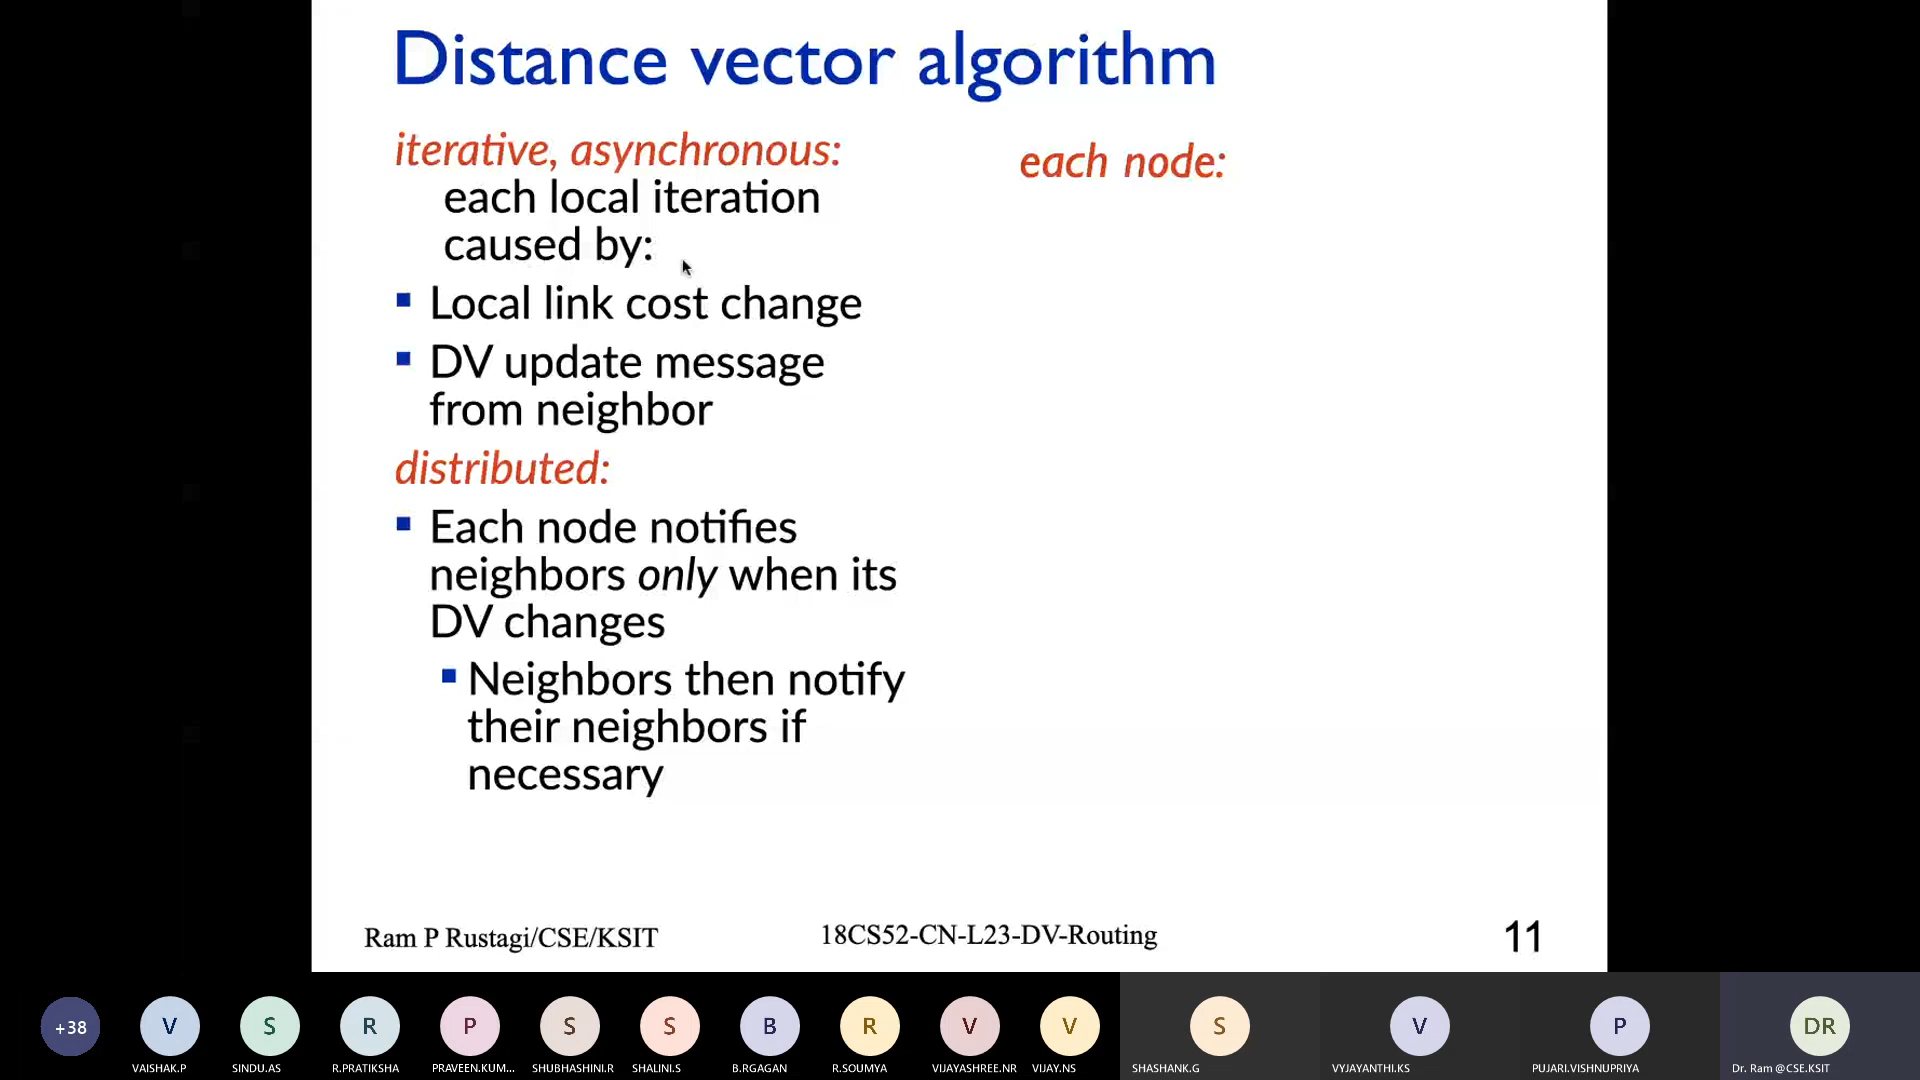 Distance vector algorithm
iterative, asynchronous:
each local iteration
caused by:
Local link cost change
DV update message
from neighbor
distributed:
Each node notifies
neighbors only when its
DV changes
Neighbors then notify
their neighbors if
necessary
each node:
Ram P Rustagi/CSE/KSIT
18CS52-CN-L23-DV-Routing
11
+38
V
S
R
P
S
S
B
R
V
V
S
V
P
DR
VAISHAK.P
SINDU.AS
R.PRATIKSHA
PRAVEEN.KUM...
SHUBHASHINI.R
SHALINI.S
B.RGAGAN
R.SOUMYA
VIJAYASHREE.NR
VIJAY.NS
SHASHANK.G
VYJAYANTHI.KS
PUJARI.VISHNUPRIYA
Dr. Ram @CSE.KSIT